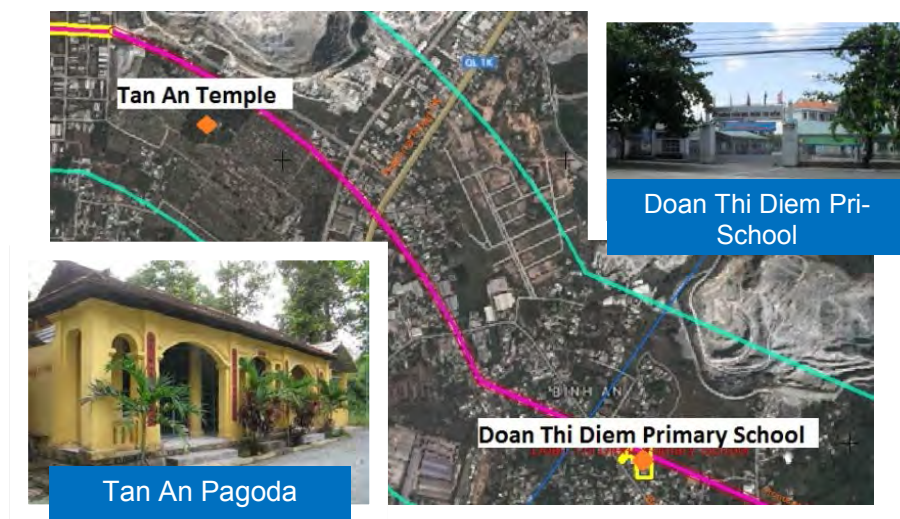 Tan An Temple
QL 1K
Doan Thi Diem Pri-
School
BINH AN
Doan Thi Diem Primary School
Tan An Pagoda